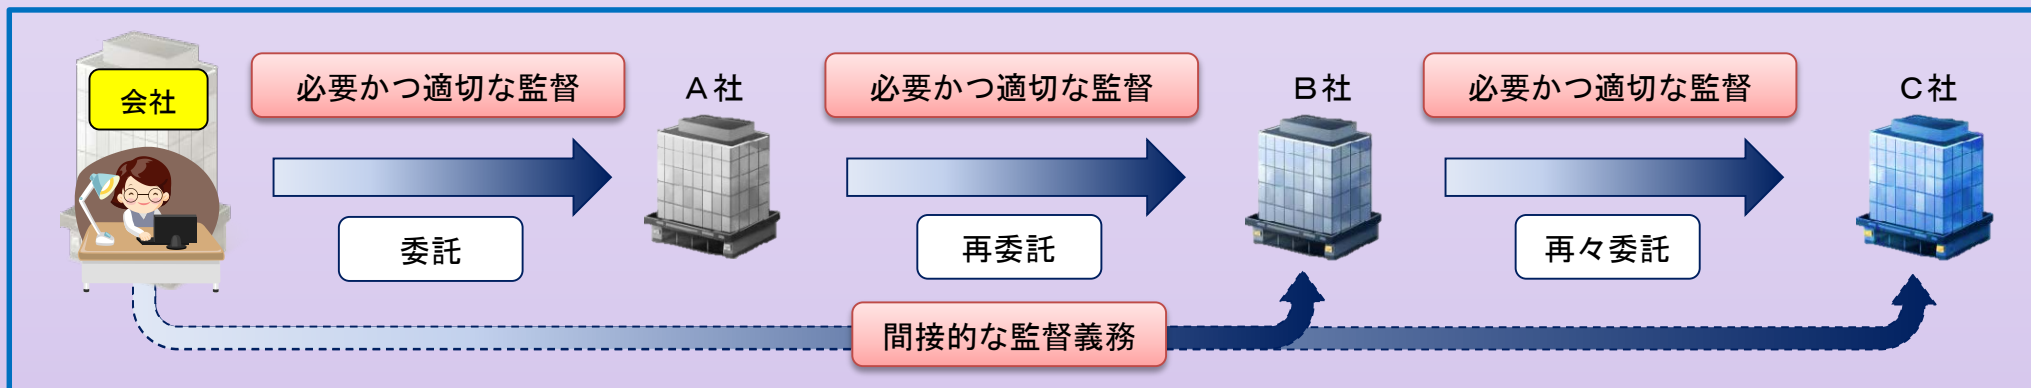 会社
必要かつ適切な監督
A社
必要かつ適切な監督
B社
必要かつ適切な監督
C社
委託
再委託
再々委託
間接的な監督義務